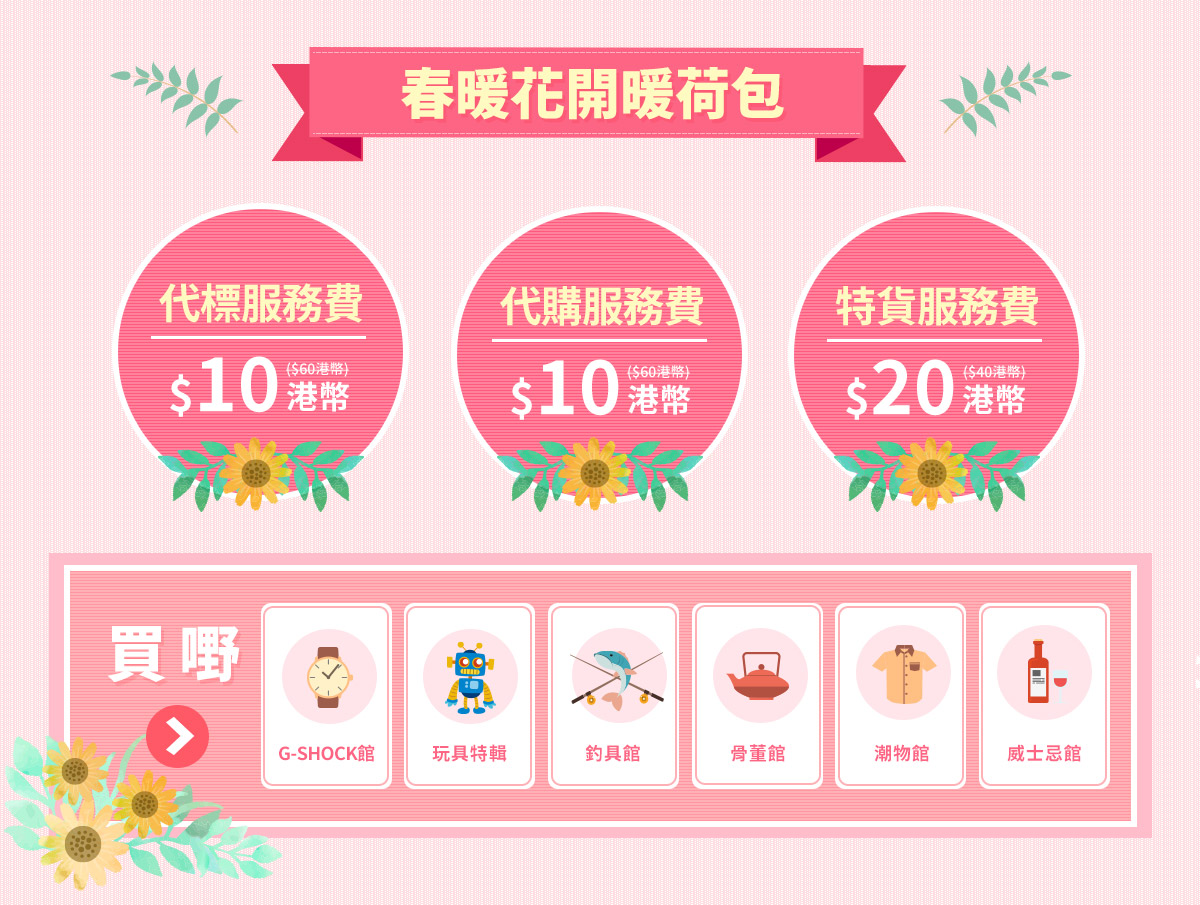 春暖花開暖荷包
代標服務費
$10 ($60港幣) 港幣
代購服務費
$10 ($60港幣) 港幣
特貨服務費
$20 ($40港幣) 港幣
買嘢
G-SHOCK館
玩具特輯
釣具館
骨董館
潮物館
威士忌館